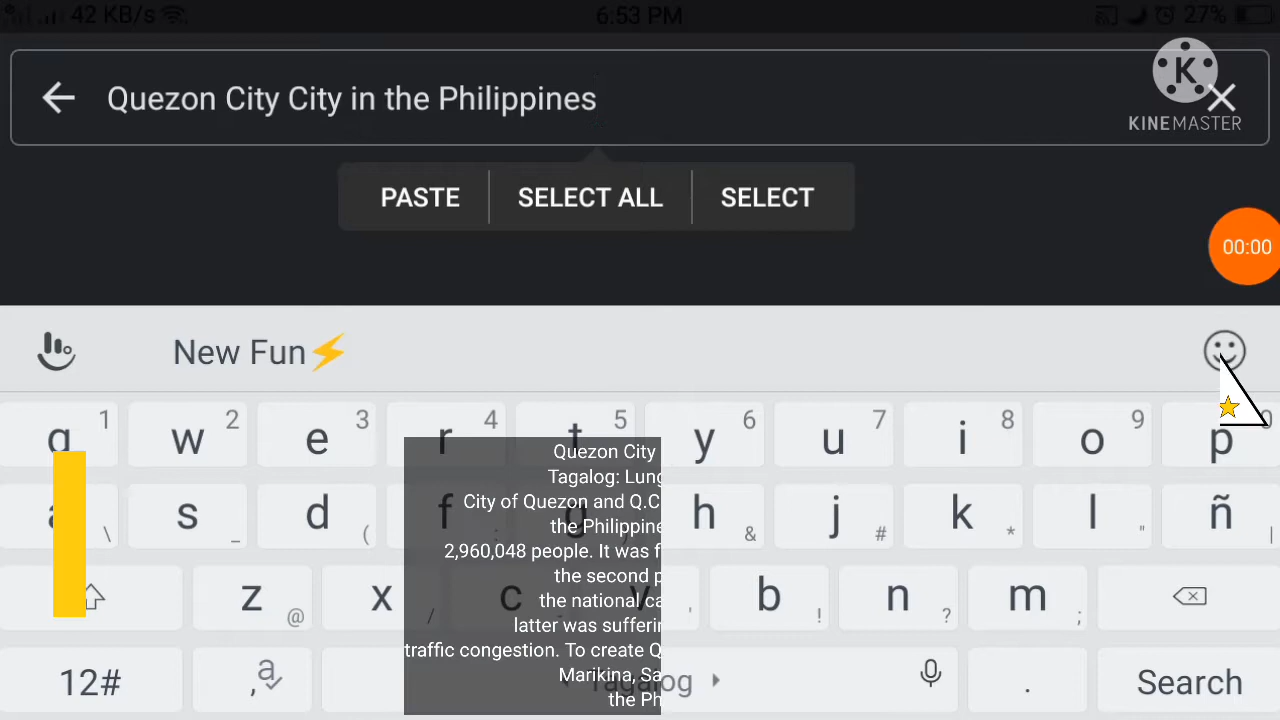 42 KB/s
6:53 PM
27%
Quezon City City in the Philippines
KINEMASTER
PASTE
SELECT ALL
SELECT
00:00
New Fun⚡
q 1 w 2 e 3 r 4 t 5 y 6 u 7 i 8 o 9 p 0
a \ s _ d ( f : g h & j # k * l " ñ |
z @ x / c v ' b ! n ? m ;
12# , a Tagalog . Search
Quezon City
Tagalog: Lung
City of Quezon and Q.C
the Philippine
2,960,048 people. It was f
the second p
the national ca
latter was sufferin
traffic congestion. To create Q
Marikina, Sa
the Ph